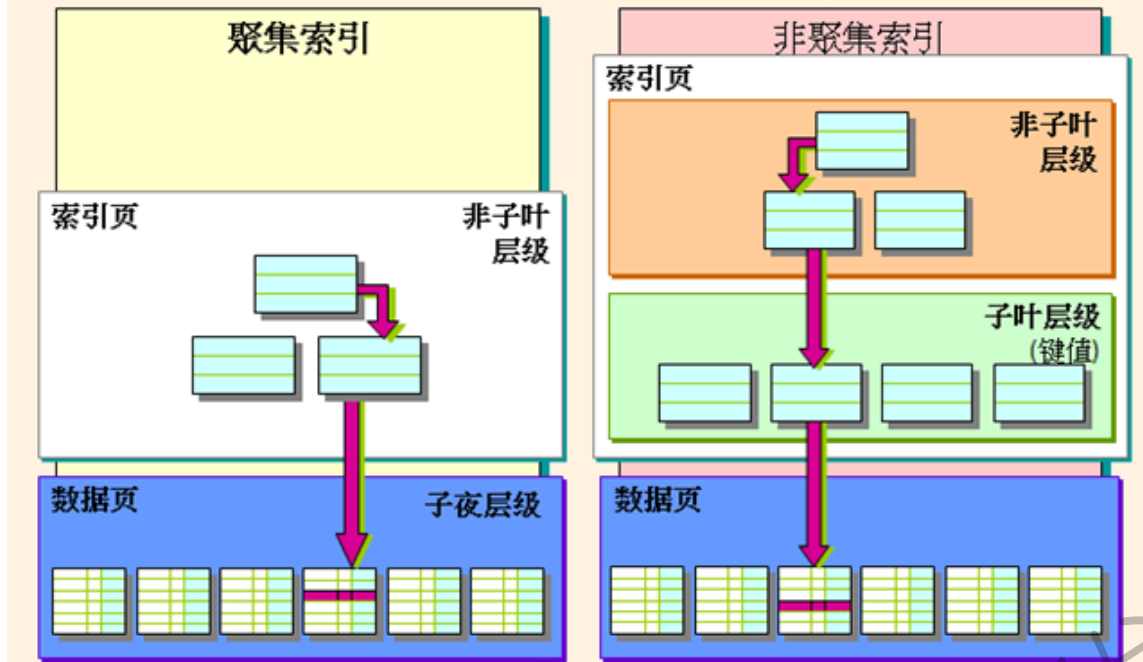 聚集索引
索引页
非子叶
层级
数据页
子夜层级
非聚集索引
索引页
非子叶
层级
子叶层级
(键值)
数据页